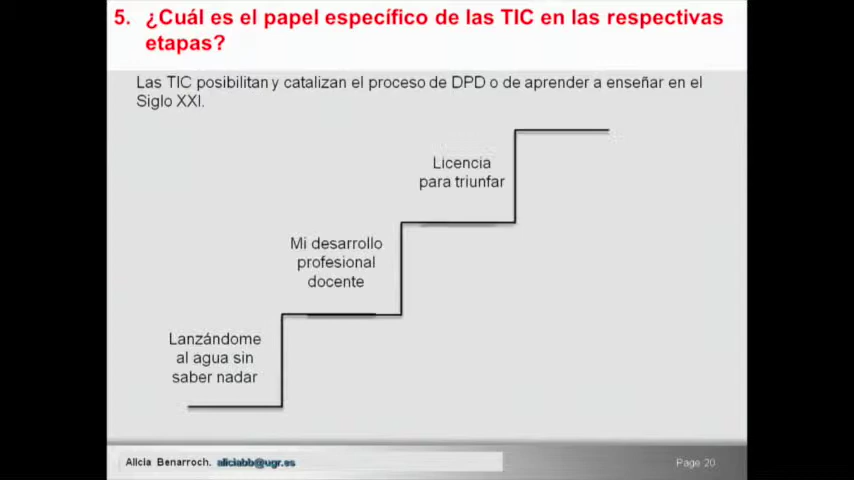 5. ¿Cuál es el papel específico de las TIC en las respectivas
etapas?
Las TIC posibilitan y catalizan el proceso de DPD o de aprender a enseñar en el
Siglo XXI.
Licencia
para triunfar
Mi desarrollo
profesional
docente
Lanzándome
al agua sin
saber nadar
Alicia Benarroch. aliciabb@ugr.es
Page 20